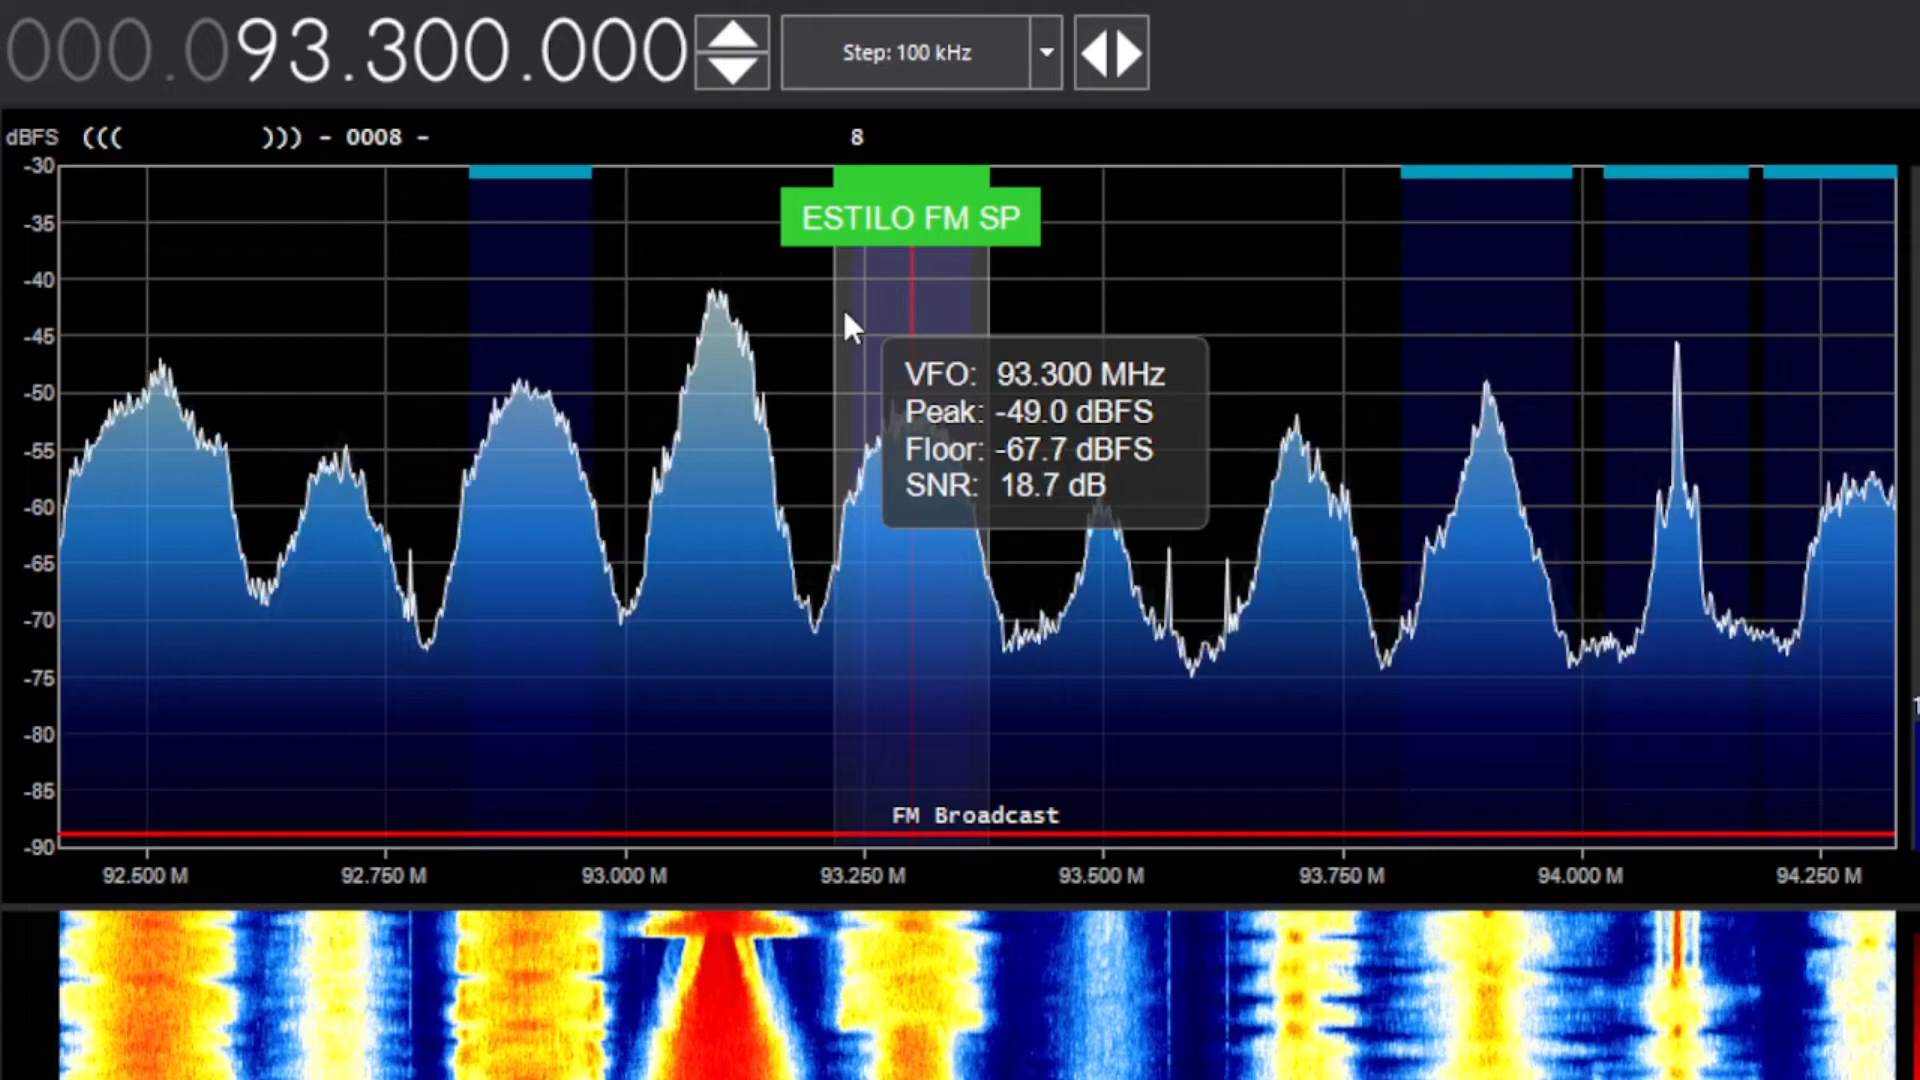 000.093.300.000
Step: 100 kHz
dBFS ((( ))) - 0008 - 8
-30
-35
-40
-45
-50
-55
-60
-65
-70
-75
-80
-85
-90
ESTILO FM SP
VFO: 93.300 MHz
Peak: -49.0 dBFS
Floor: -67.7 dBFS
SNR: 18.7 dB
FM Broadcast
92.500 M 92.750 M 93.000 M 93.250 M 93.500 M 93.750 M 94.000 M 94.250 M